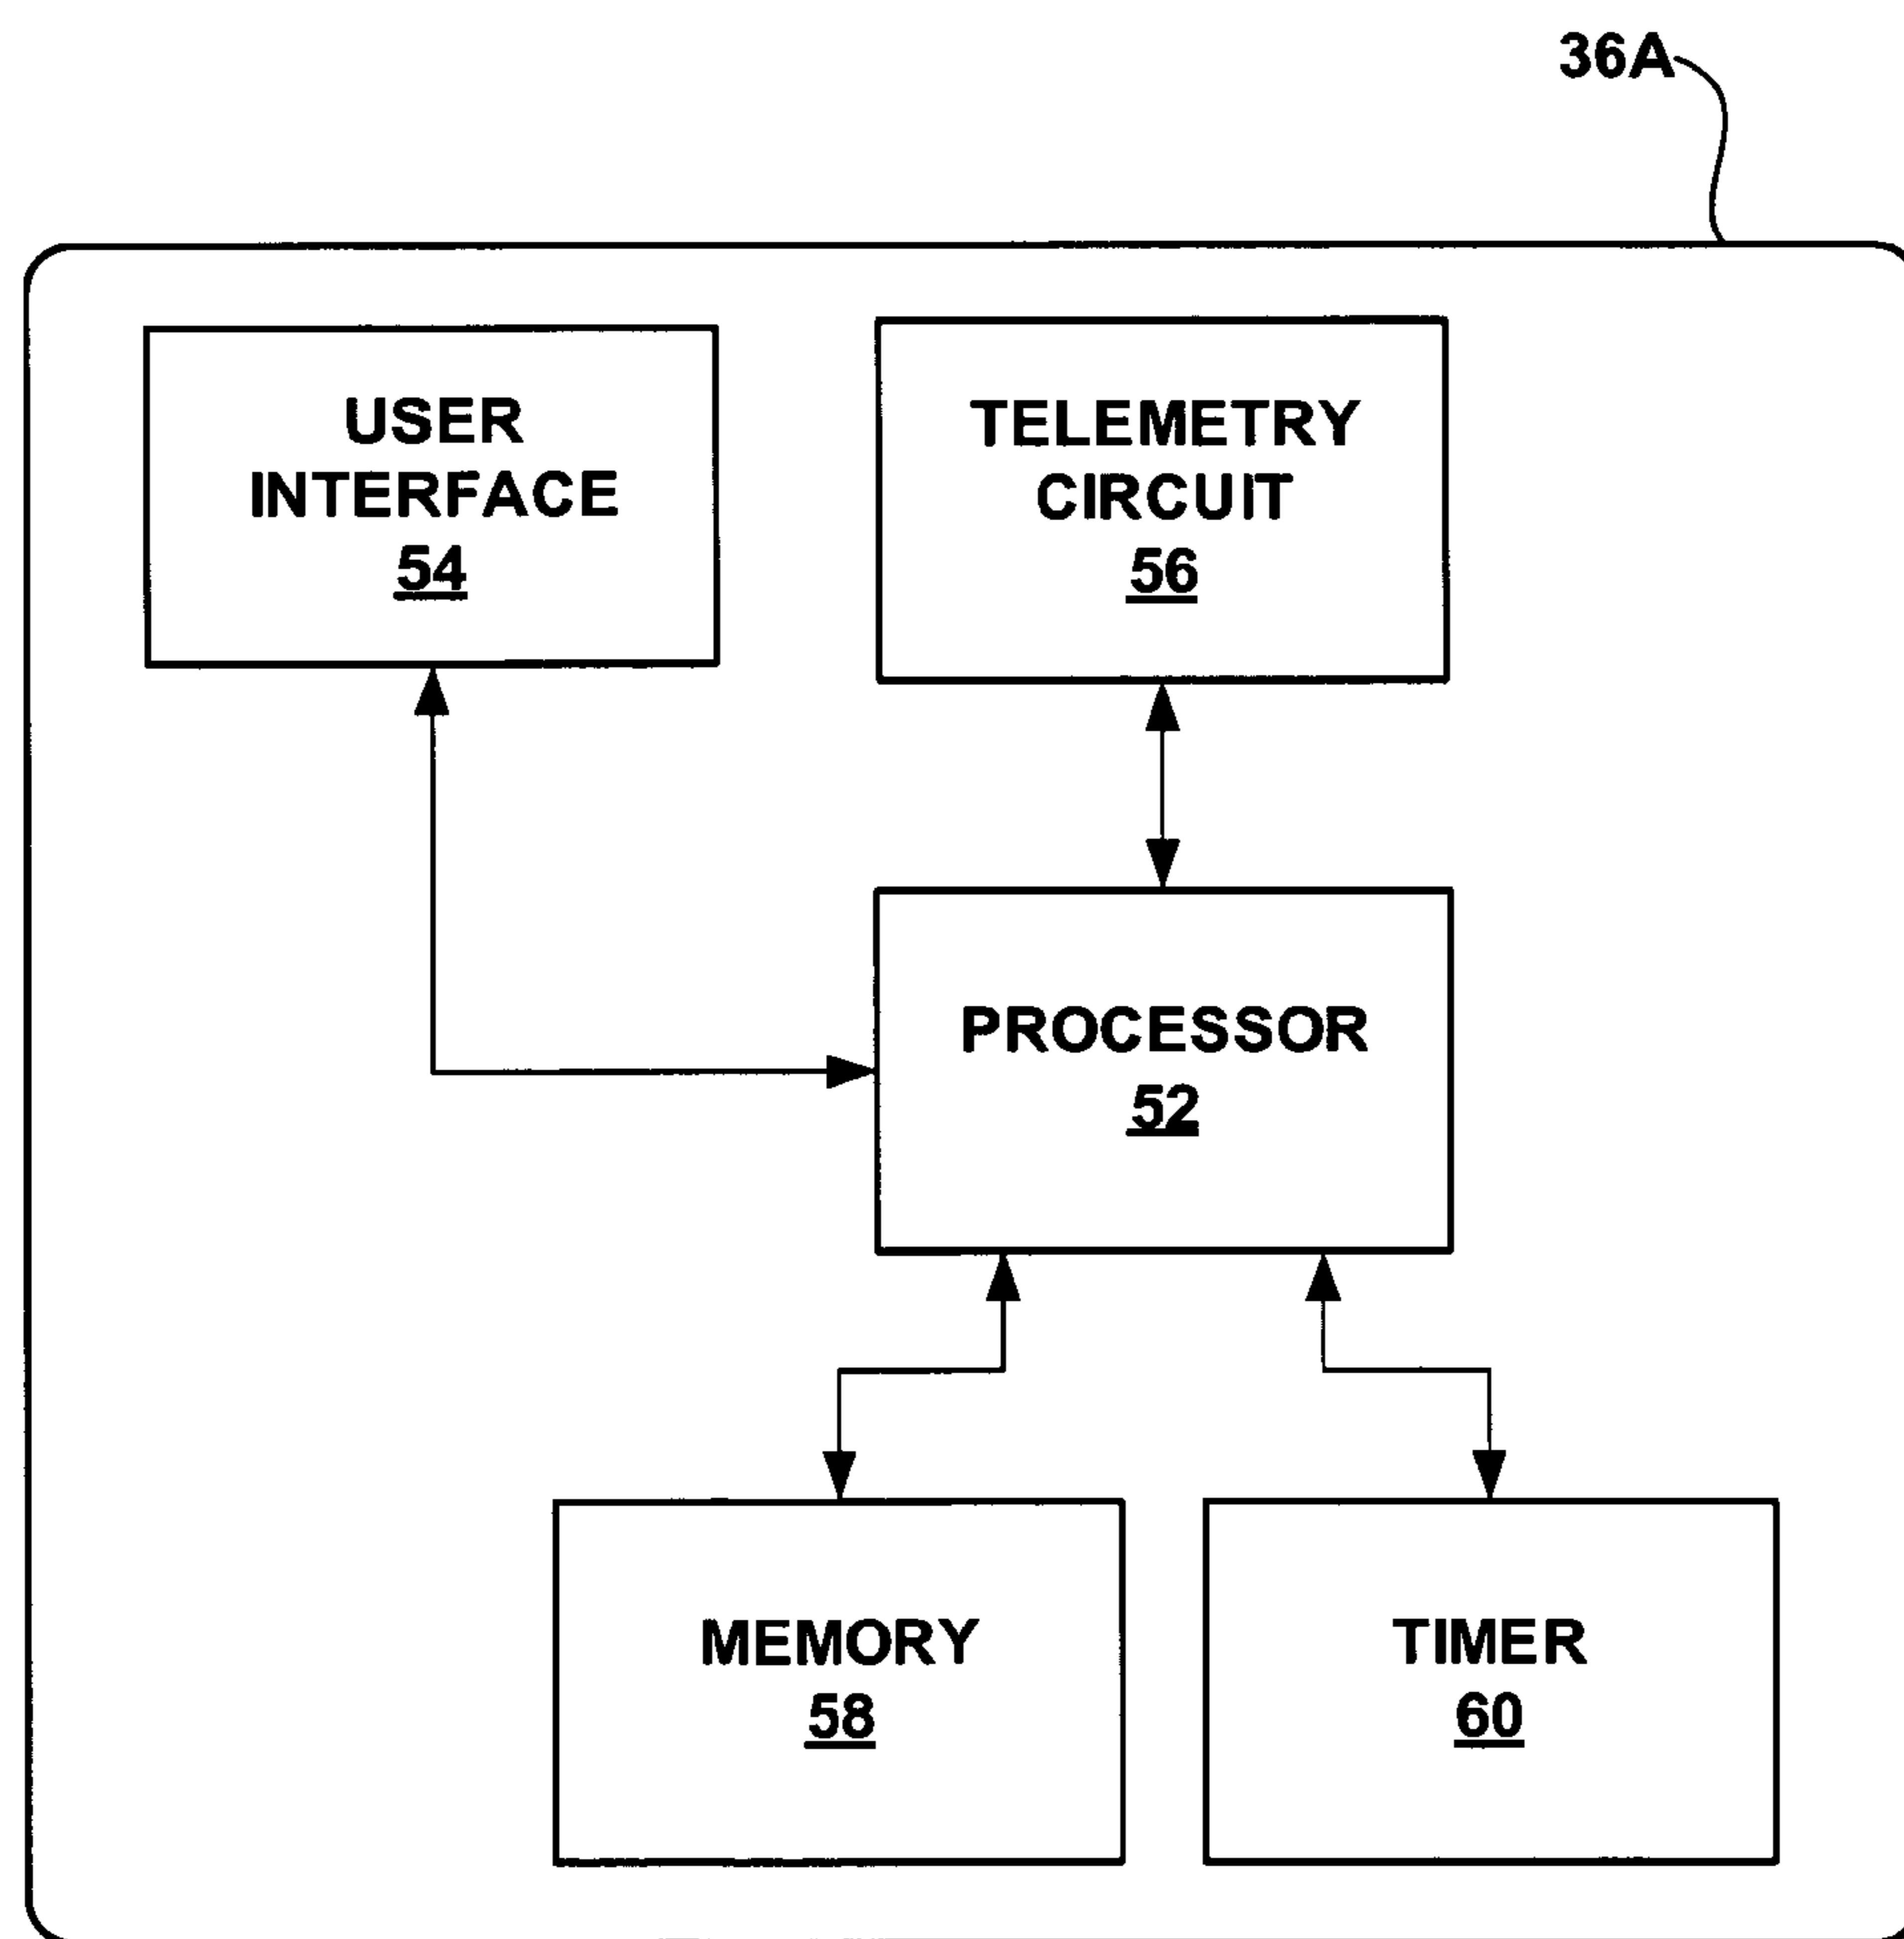 36A
USER
INTERFACE
54
TELEMETRY
CIRCUIT
56
PROCESSOR
52
MEMORY
58
TIMER
60